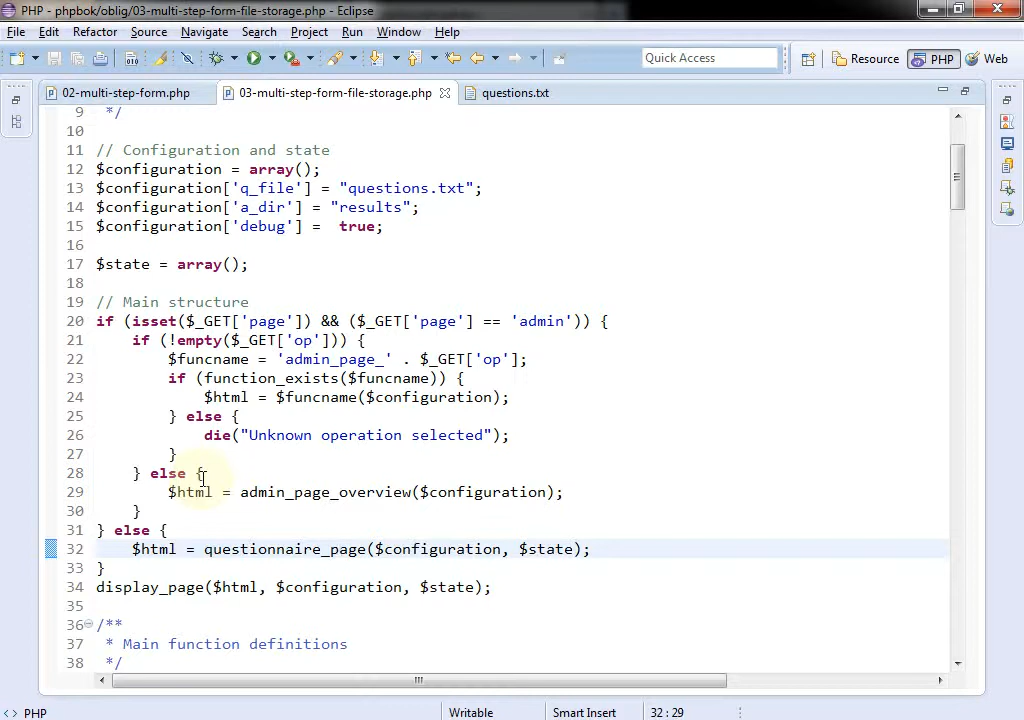 PHP - phpbok/oblig/03-multi-step-form-file-storage.php - Eclipse
File Edit Refactor Source Navigate Search Project Run Window Help
Quick Access Resource PHP Web
02-multi-step-form.php 03-multi-step-form-file-storage.php questions.txt
9 */
10
11 // Configuration and state
12 $configuration = array();
13 $configuration['q_file'] = "questions.txt";
14 $configuration['a_dir'] = "results";
15 $configuration['debug'] =  true;
16
17 $state = array();
18
19 // Main structure
20 if (isset($_GET['page']) && ($_GET['page'] == 'admin')) {
21     if (!empty($_GET['op'])) {
22         $funcname = 'admin_page_' . $_GET['op'];
23         if (function_exists($funcname)) {
24             $html = $funcname($configuration);
25         } else {
26             die("Unknown operation selected");
27         }
28     } else {
29         $html = admin_page_overview($configuration);
30     }
31 } else {
32     $html = questionnaire_page($configuration, $state);
33 }
34 display_page($html, $configuration, $state);
35
36 /**
37  * Main function definitions
38  */
PHP Writable Smart Insert 32 : 29